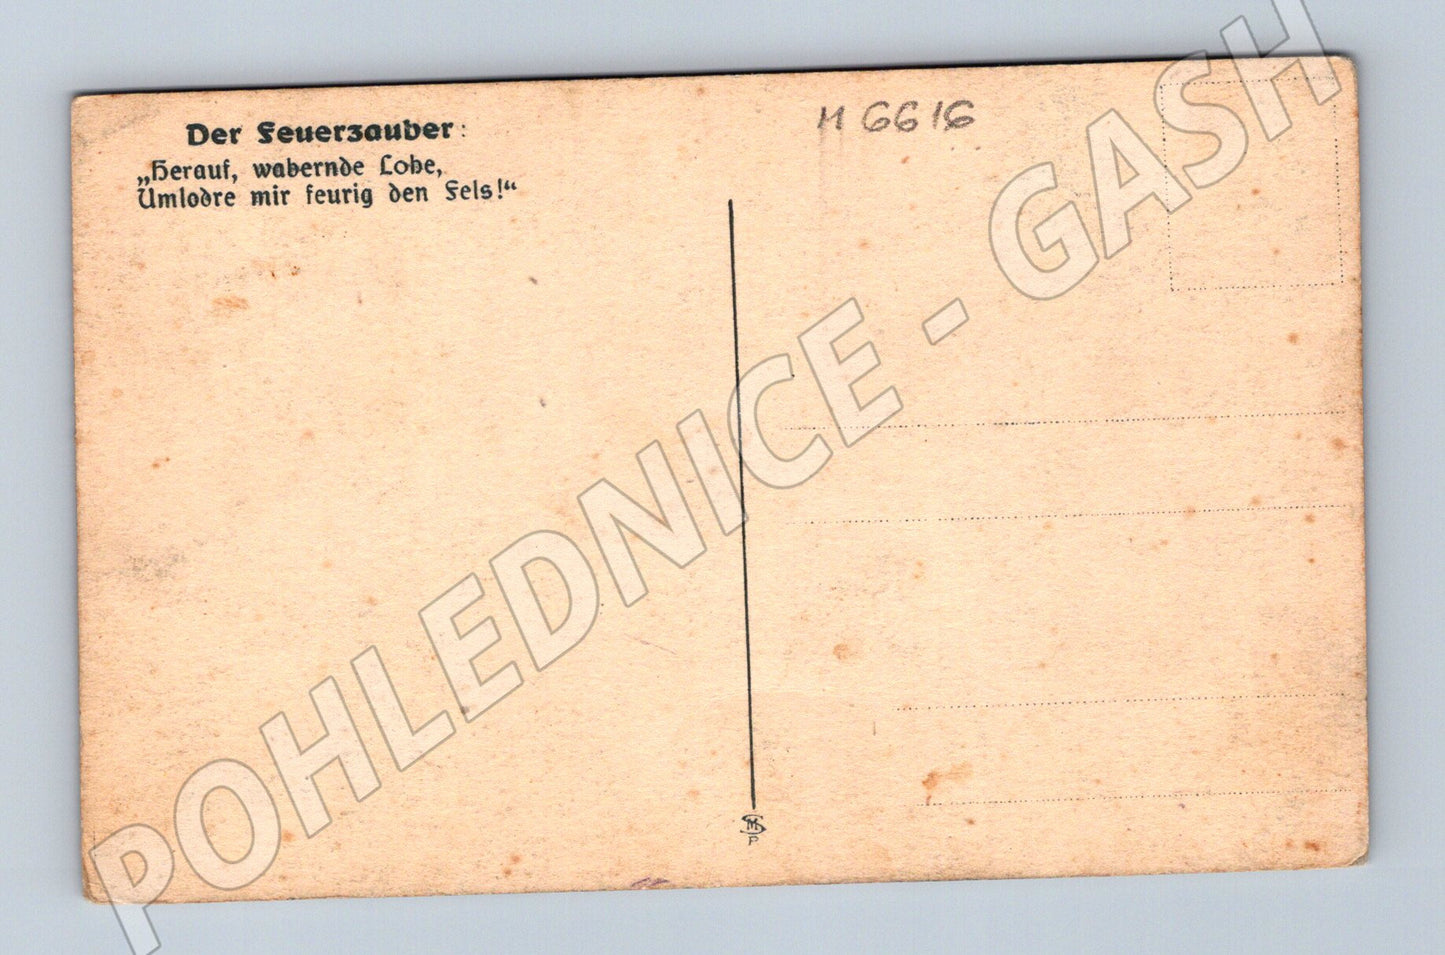 Der Feuerzauber:
„Herauf, wabernde Lohe,
Umlodre mir feurig den Fels!“
M 6616
POHLEDNICE - GASH